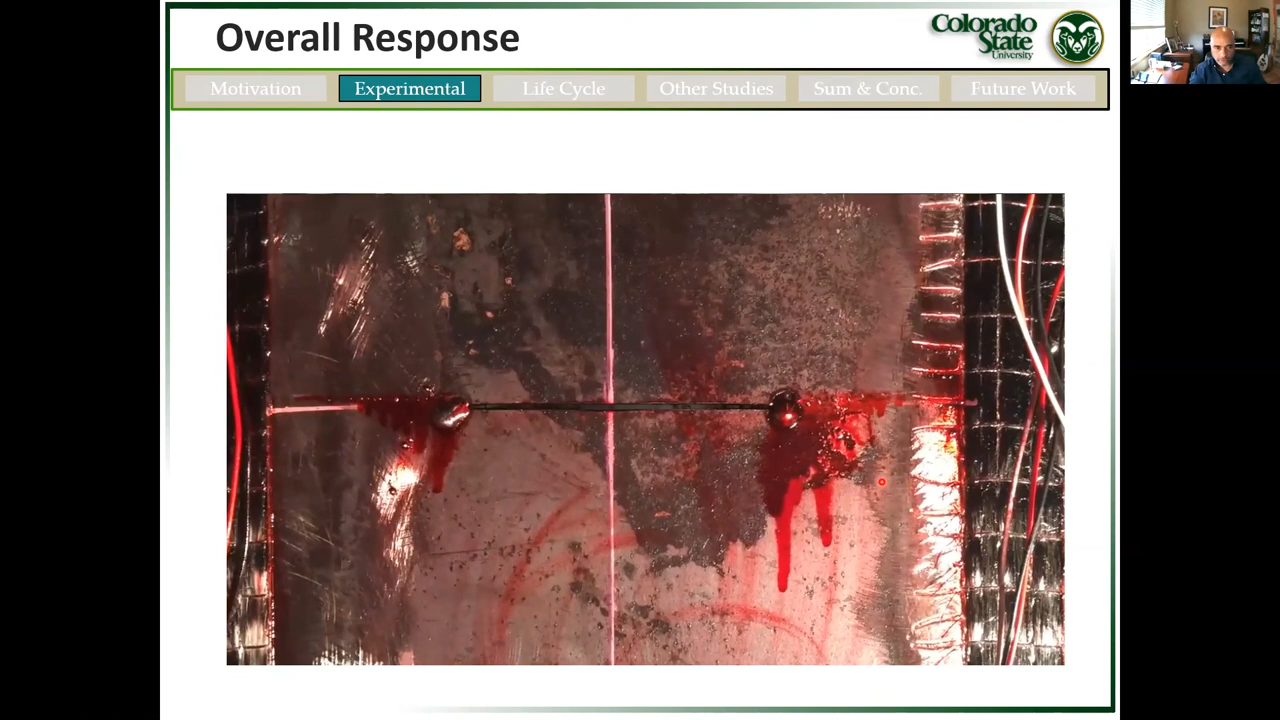 Overall Response
Colorado
State
University
Motivation
Experimental
Life Cycle
Other Studies
Sum & Conc.
Future Work